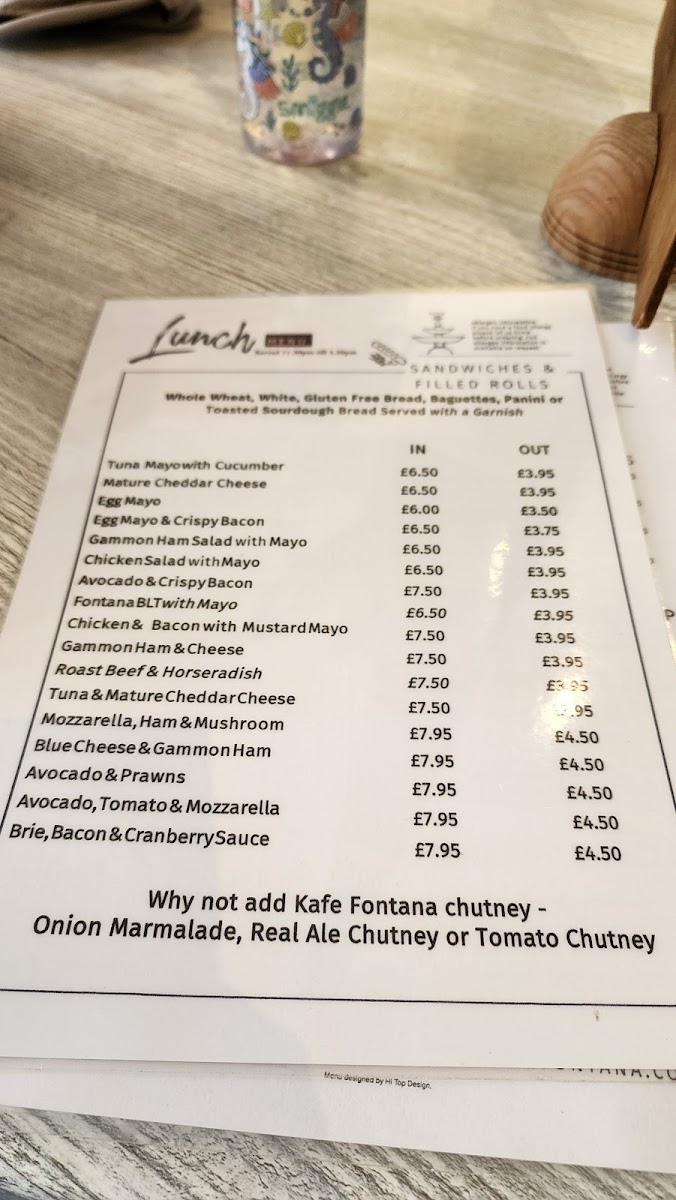 Smiggle
Lunch
MENU
SANDWICHES &
FILLED ROLLS
Whole Wheat, White, Gluten Free Bread, Baguettes, Panini or
Toasted Sourdough Bread Served with a Garnish
IN OUT
Tuna Mayo with Cucumber £6.50 £3.95
Mature Cheddar Cheese £6.50 £3.95
Egg Mayo £6.00 £3.50
Egg Mayo & Crispy Bacon £6.50 £3.75
Gammon Ham Salad with Mayo £6.50 £3.95
Chicken Salad with Mayo £6.50 £3.95
Avocado & Crispy Bacon £7.50 £3.95
Fontana BLT with Mayo £6.50 £3.95
Chicken & Bacon with Mustard Mayo £7.50 £3.95
Gammon Ham & Cheese £7.50 £3.95
Roast Beef & Horseradish £7.50 £3.95
Tuna & Mature Cheddar Cheese £7.50 .95
Mozzarella, Ham & Mushroom £7.95 £4.50
Blue Cheese & Gammon Ham £7.95 £4.50
Avocado & Prawns £7.95 £4.50
Avocado, Tomato & Mozzarella £7.95 £4.50
Brie, Bacon & Cranberry Sauce £7.95 £4.50
Why not add Kafe Fontana chutney -
Onion Marmalade, Real Ale Chutney or Tomato Chutney
Menu designed by Hi Top Design.